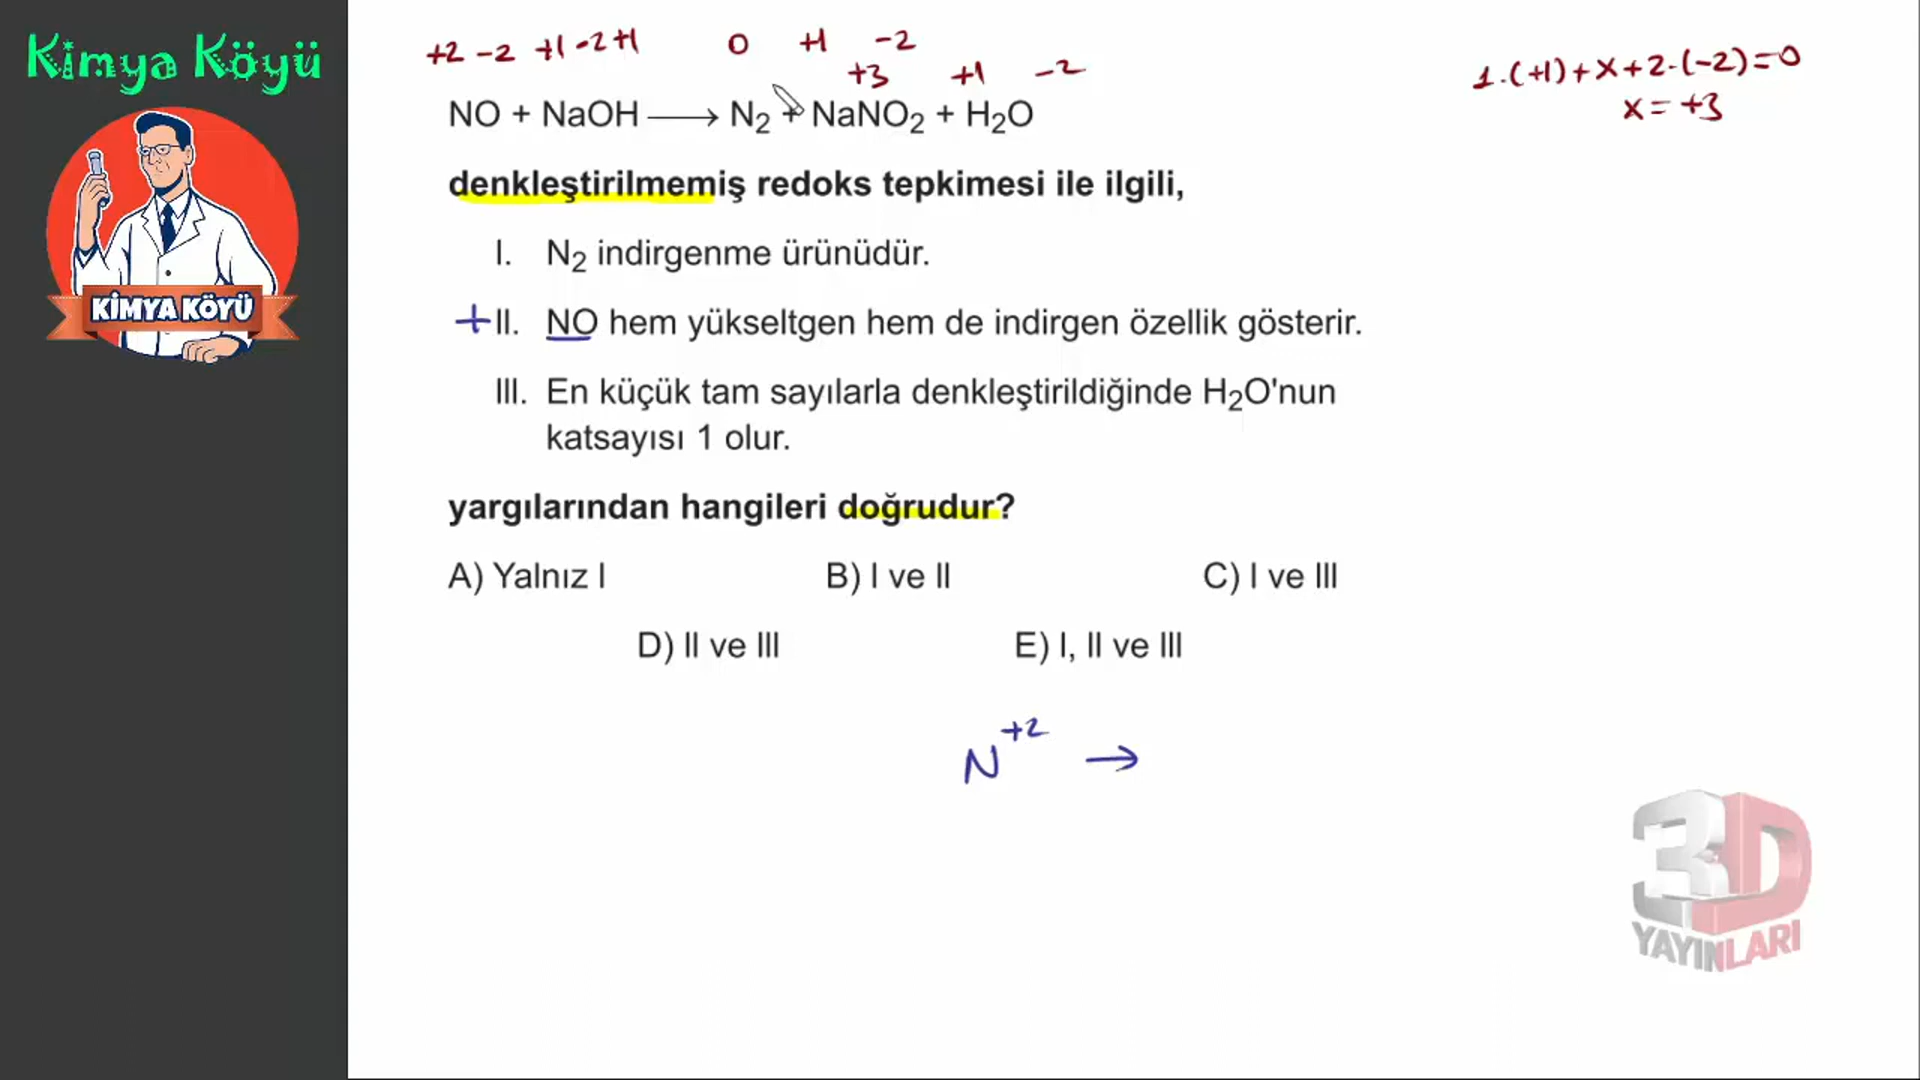 Kimya Köyü
KİMYA KÖYÜ
+2 -2 +1 -2 +1 0 +1 -2
+3 +1 -2
NO + NaOH ⟶ N₂ + NaNO₂ + H₂O
1.(+1)+x+2.(-2)=0
x=+3
denkleştirilmemiş redoks tepkimesi ile ilgili,
I. N₂ indirgenme ürünüdür.
+II. NO hem yükseltgen hem de indirgen özellik gösterir.
III. En küçük tam sayılarla denkleştirildiğinde H₂O'nun
katsayısı 1 olur.
yargılarından hangileri doğrudur?
A) Yalnız I B) I ve II C) I ve III
D) II ve III E) I, II ve III
N⁺² →
3D
YAYINLARI